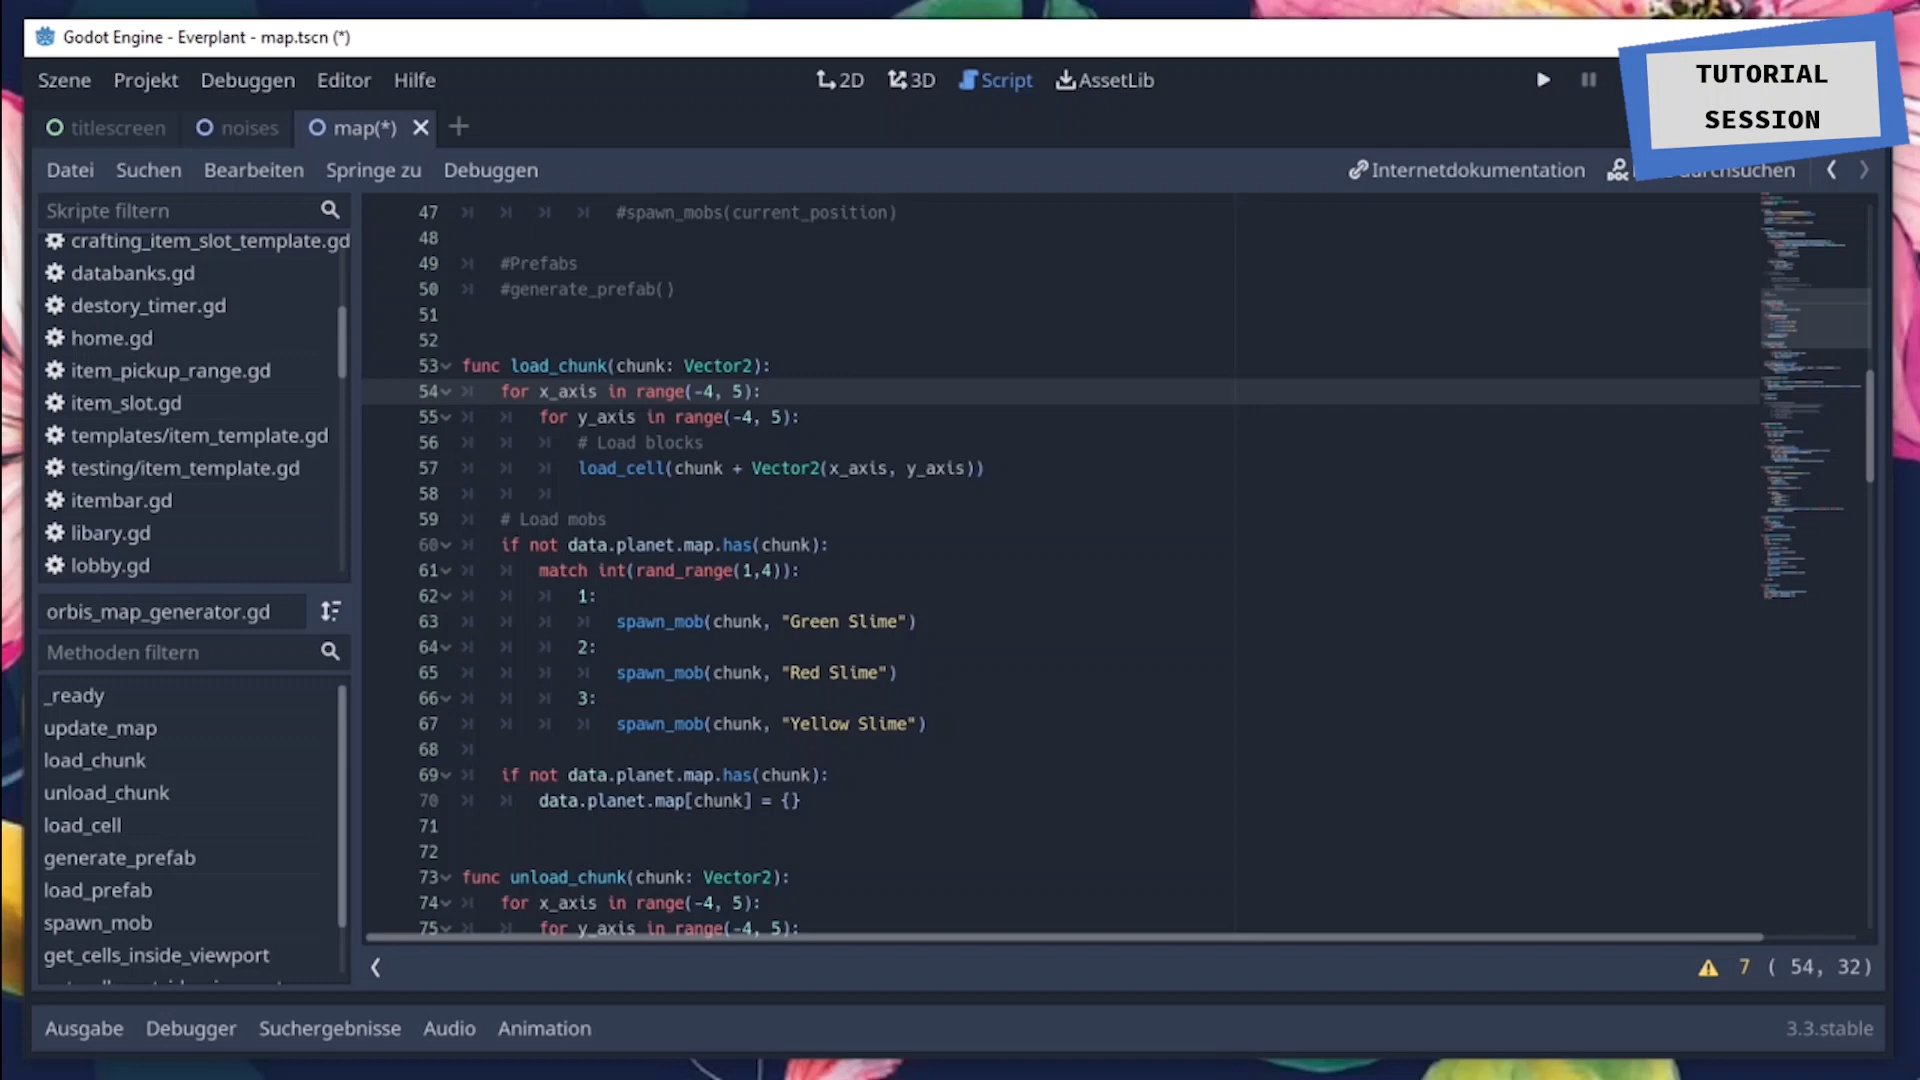 Godot Engine - Everplant - map.tscn (*)
TUTORIAL
SESSION
Szene Projekt Debuggen Editor Hilfe
2D 3D Script AssetLib
titlescreen noises map(*)
Datei Suchen Bearbeiten Springe zu Debuggen
Internetdokumentation
Skripte filtern
crafting_item_slot_template.gd
databanks.gd
destory_timer.gd
home.gd
item_pickup_range.gd
item_slot.gd
templates/item_template.gd
testing/item_template.gd
itembar.gd
libary.gd
lobby.gd
orbis_map_generator.gd
Methoden filtern
_ready
update_map
load_chunk
unload_chunk
load_cell
generate_prefab
load_prefab
spawn_mob
get_cells_inside_viewport
47 #spawn_mobs(current_position)
48
49 #Prefabs
50 #generate_prefab()
51
52
53 func load_chunk(chunk: Vector2):
54 for x_axis in range(-4, 5):
55 for y_axis in range(-4, 5):
56 # Load blocks
57 load_cell(chunk + Vector2(x_axis, y_axis))
58
59 # Load mobs
60 if not data.planet.map.has(chunk):
61 match int(rand_range(1,4)):
62 1:
63 spawn_mob(chunk, "Green Slime")
64 2:
65 spawn_mob(chunk, "Red Slime")
66 3:
67 spawn_mob(chunk, "Yellow Slime")
68
69 if not data.planet.map.has(chunk):
70 data.planet.map[chunk] = {}
71
72
73 func unload_chunk(chunk: Vector2):
74 for x_axis in range(-4, 5):
75 for y_axis in range(-4, 5):
7 ( 54, 32)
Ausgabe Debugger Suchergebnisse Audio Animation
3.3.stable